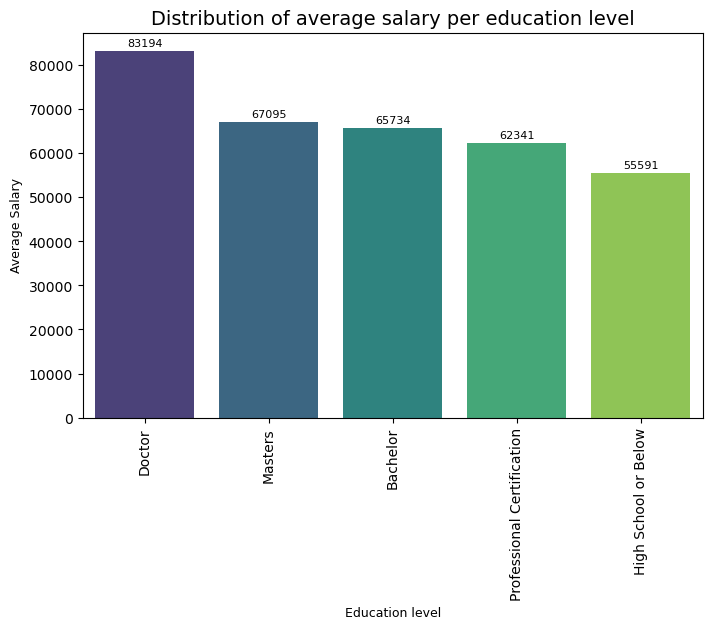 Distribution of average salary per education level
83194
67095
65734
62341
55591
80000
70000
60000
50000
40000
30000
20000
10000
0
Average Salary
Doctor
Masters
Bachelor
Professional Certification
High School or Below
Education level